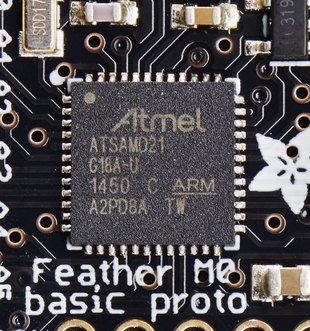 Atmel
ATSAMD21
G18A-U
1450 C ARM
A2PD8A TW
Feather M0
basic proto